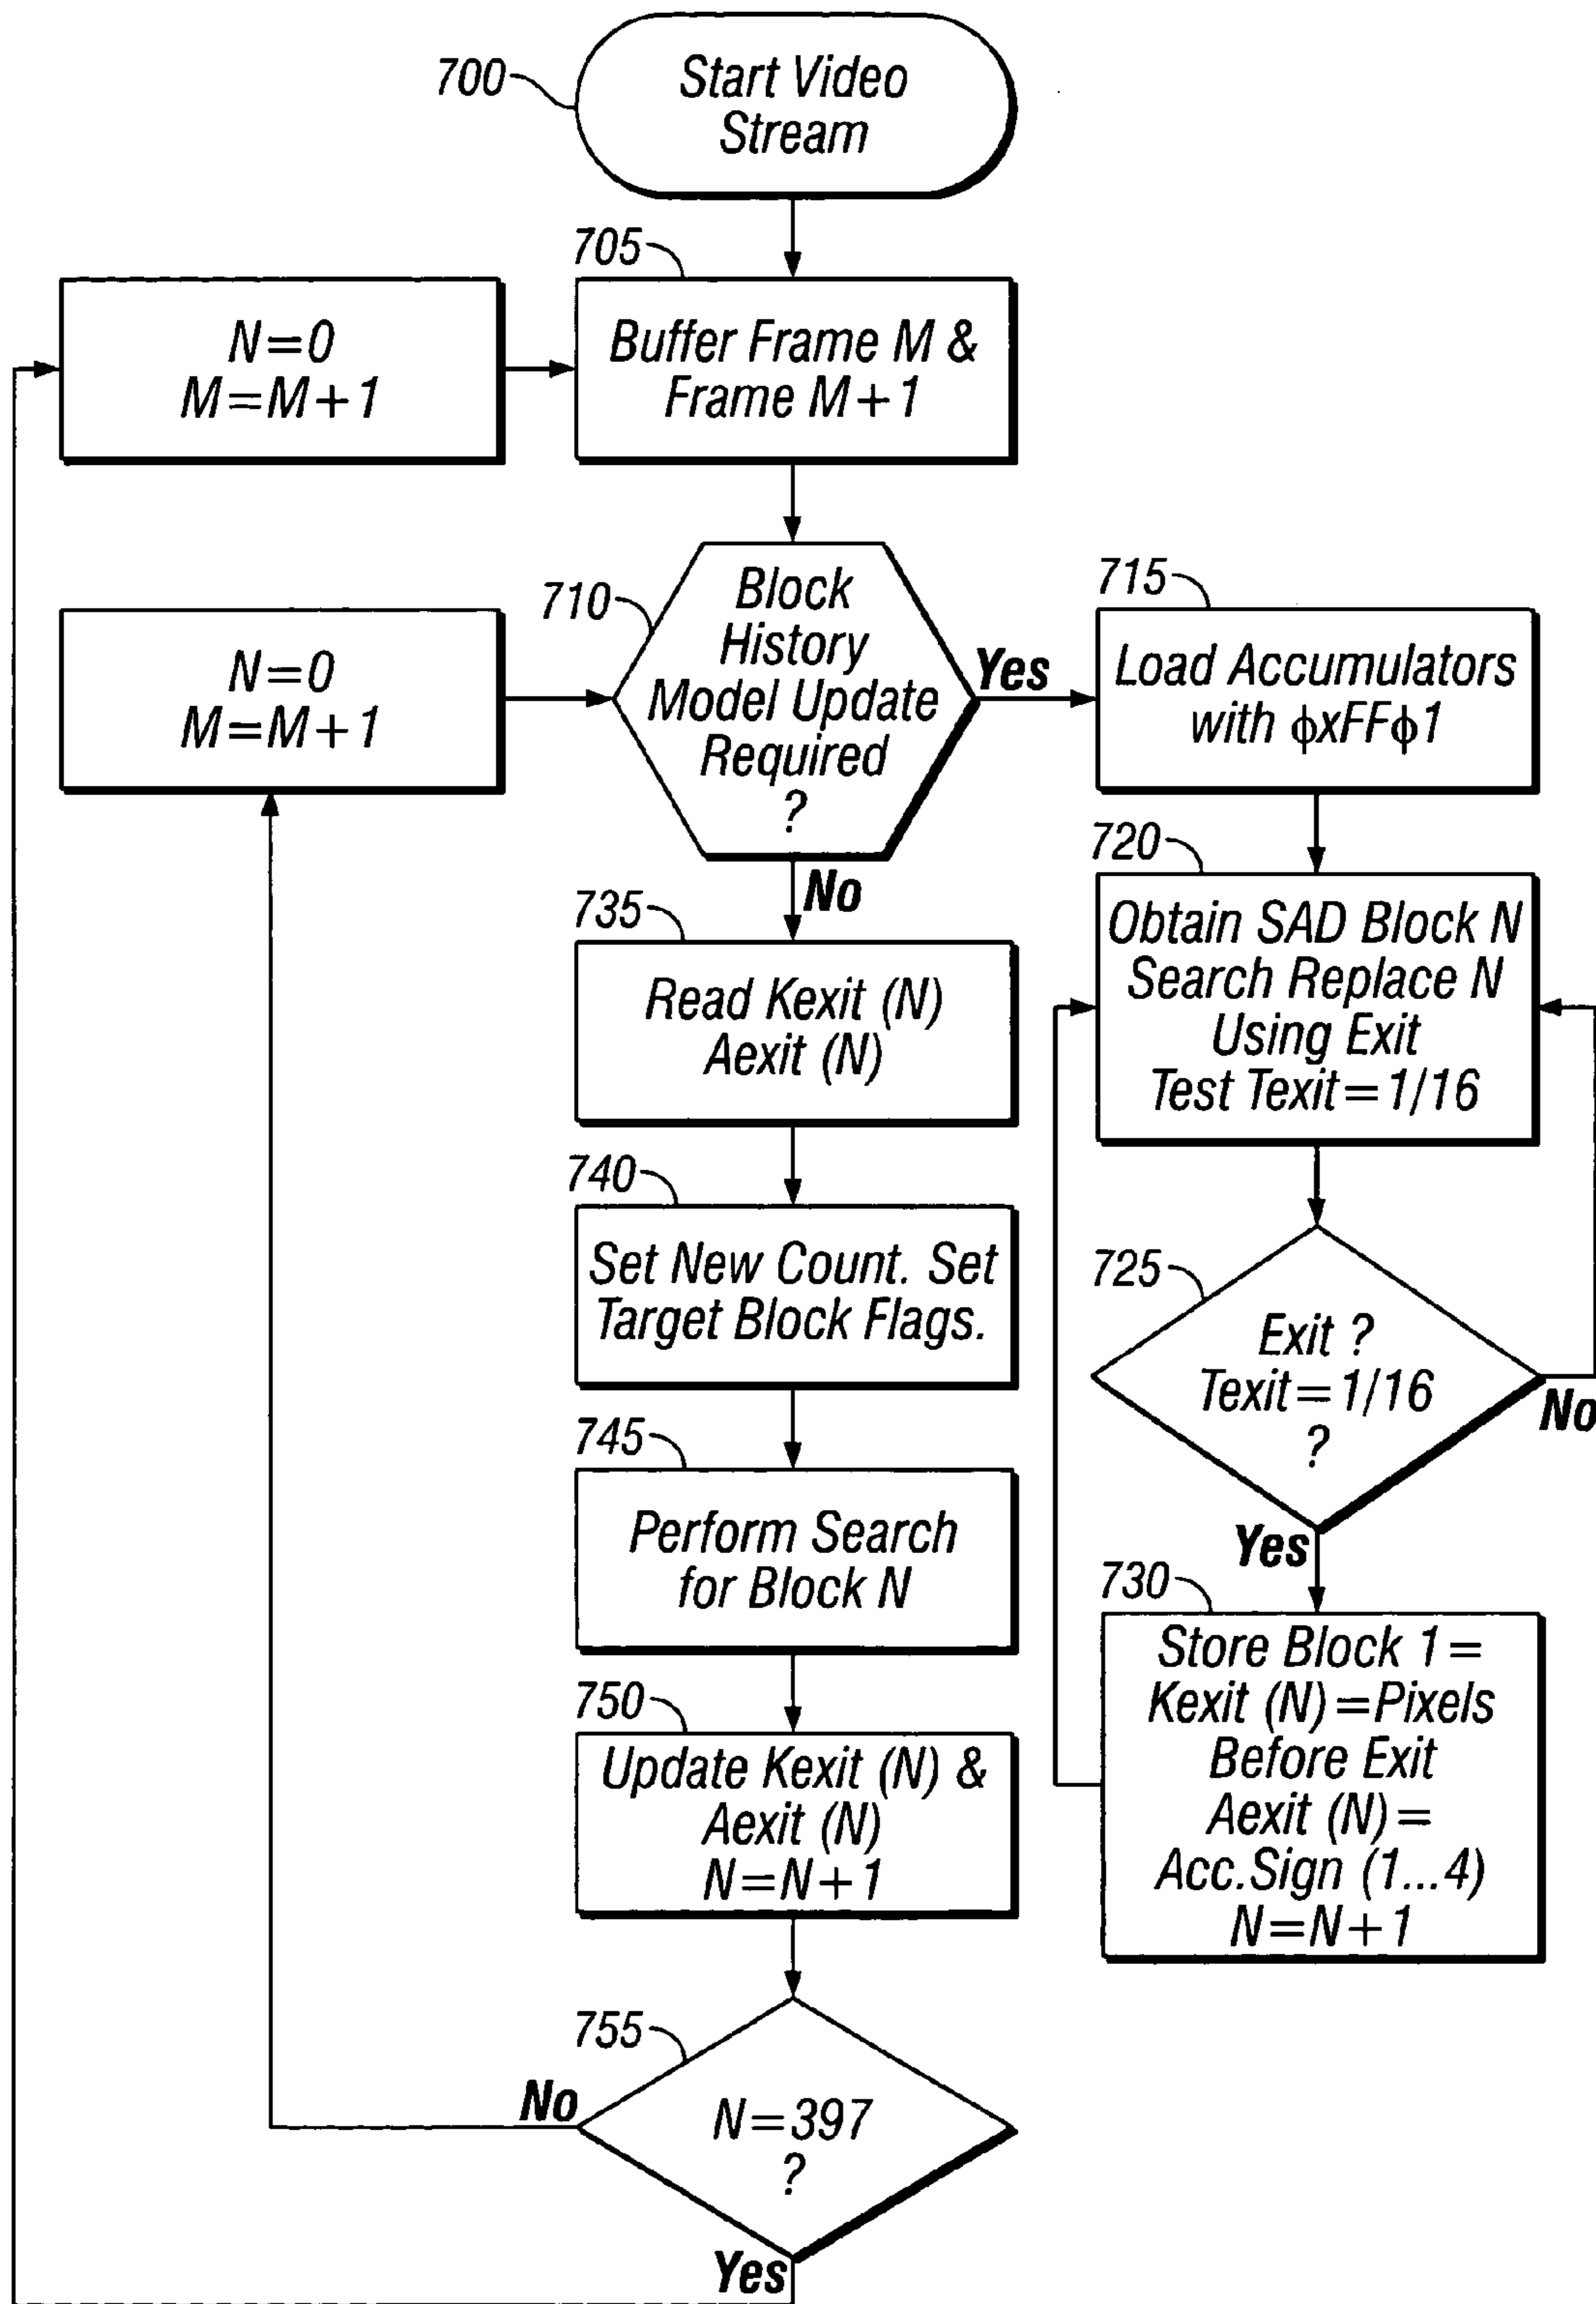 700
Start Video
Stream
705
N=0
M=M+1
Buffer Frame M &
Frame M+1
710
Block
History
Model Update
Required
?
Yes
No
N=0
M=M+1
715
Load Accumulators
with ϕxFFϕ1
720
Obtain SAD Block N
Search Replace N
Using Exit
Test Texit=1/16
725
Exit ?
Texit=1/16
?
No
Yes
730
Store Block 1=
Kexit (N)=Pixels
Before Exit
Aexit (N)=
Acc.Sign (1...4)
N=N+1
735
Read Kexit (N)
Aexit (N)
740
Set New Count. Set
Target Block Flags.
745
Perform Search
for Block N
750
Update Kexit (N) &
Aexit (N)
N=N+1
755
No
N=397
?
Yes